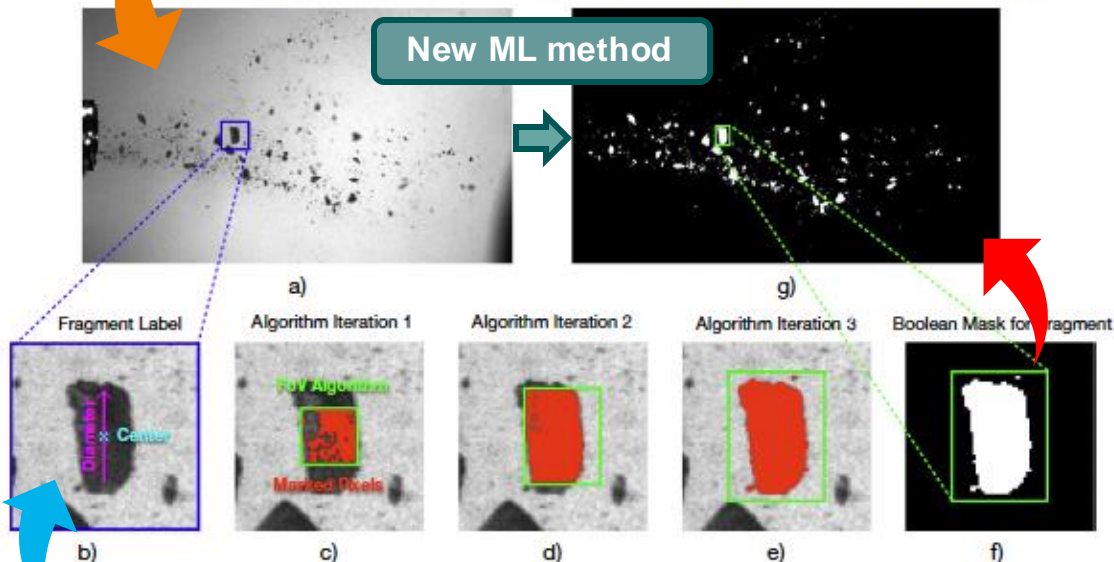 New ML method
a)
g)
Fragment Label
Algorithm Iteration 1
Algorithm Iteration 2
Algorithm Iteration 3
Boolean Mask for Fragment
Diameter
Center
FoV Algorithm
Marked Pixels
b)
c)
d)
e)
f)